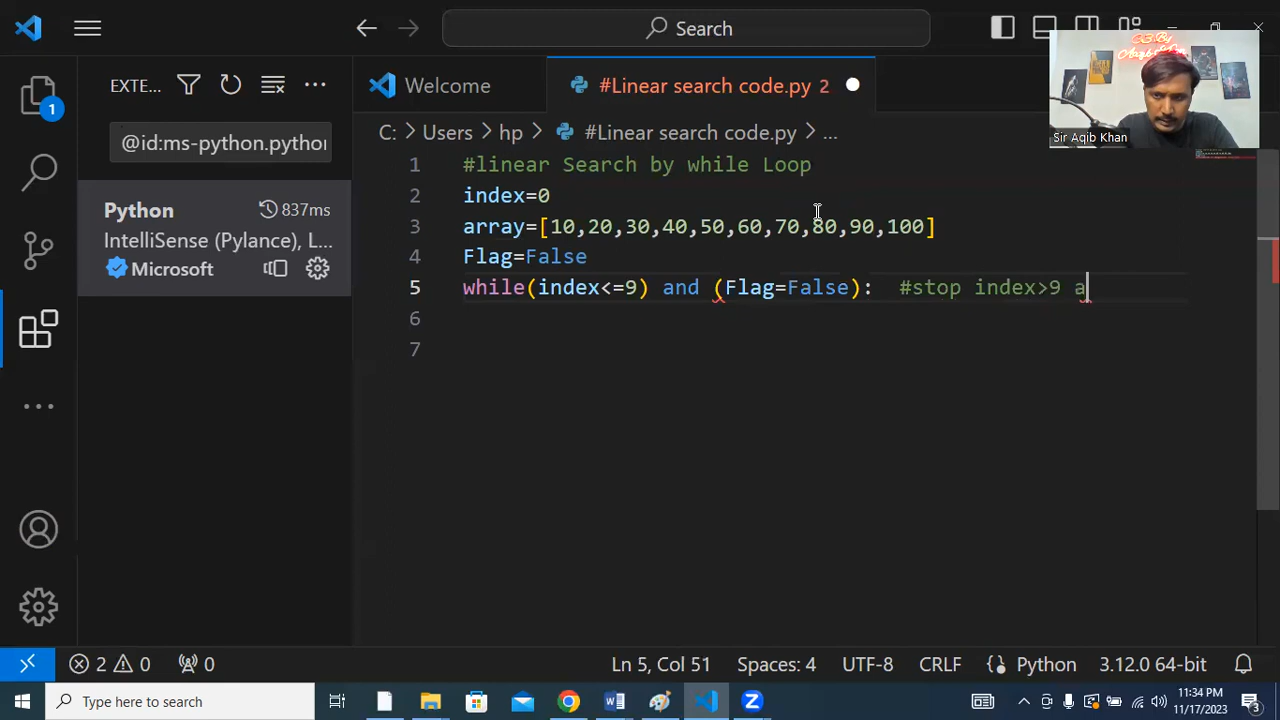 Search
EXTE...
Welcome
#Linear search code.py 2
@id:ms-python.python
C: > Users > hp > #Linear search code.py > ...
Python 837ms
IntelliSense (Pylance), L...
Microsoft
1 #linear Search by while Loop
2 index=0
3 array=[10,20,30,40,50,60,70,80,90,100]
4 Flag=False
5 while(index<=9) and (Flag=False): #stop index>9 a
6
7
Sir Aqib Khan
1
2 0 0
Ln 5, Col 51 Spaces: 4 UTF-8 CRLF {} Python 3.12.0 64-bit
Type here to search
11:34 PM
11/17/2023
3